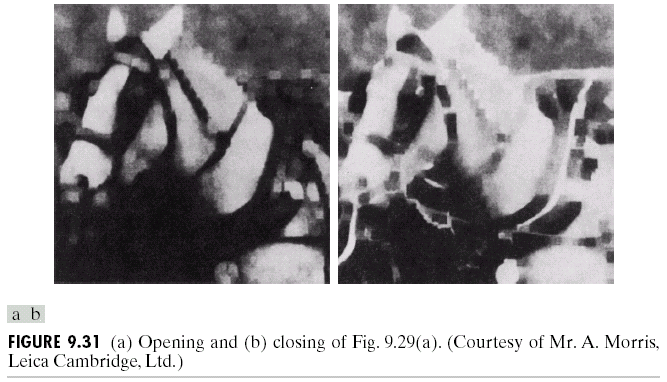 a b
FIGURE 9.31 (a) Opening and (b) closing of Fig. 9.29(a). (Courtesy of Mr. A. Morris,
Leica Cambridge, Ltd.)